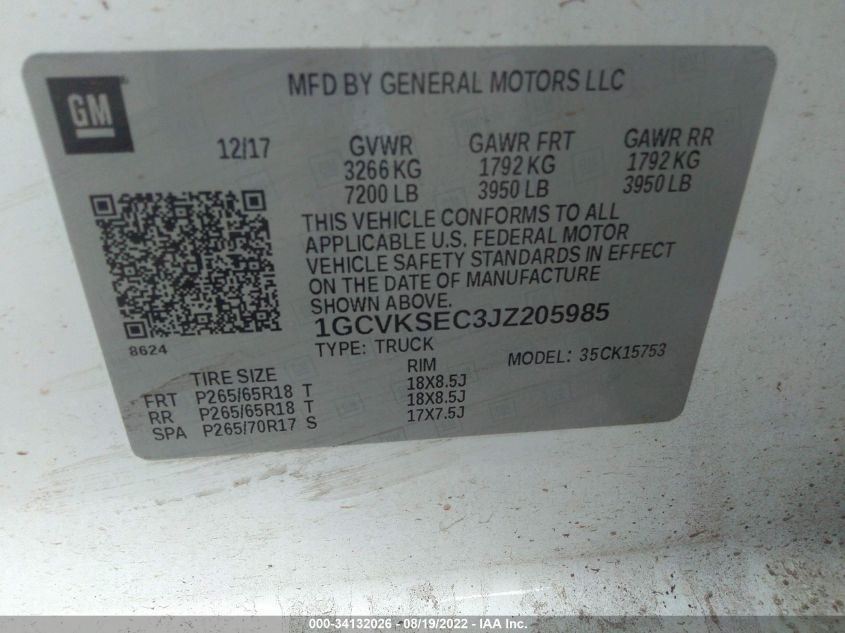 GM
MFD BY GENERAL MOTORS LLC
12/17 GVWR GAWR FRT GAWR RR
3266 KG 1792 KG 1792 KG
7200 LB 3950 LB 3950 LB
THIS VEHICLE CONFORMS TO ALL
APPLICABLE U.S. FEDERAL MOTOR
VEHICLE SAFETY STANDARDS IN EFFECT
ON THE DATE OF MANUFACTURE
SHOWN ABOVE.
1GCVKSEC3JZ205985
8624
TYPE: TRUCK MODEL: 35CK15753
TIRE SIZE RIM
FRT P265/65R18 T 18X8.5J
RR P265/65R18 T 18X8.5J
SPA P265/70R17 S 17X7.5J
000-34132026 - 08/19/2022 - IAA Inc.